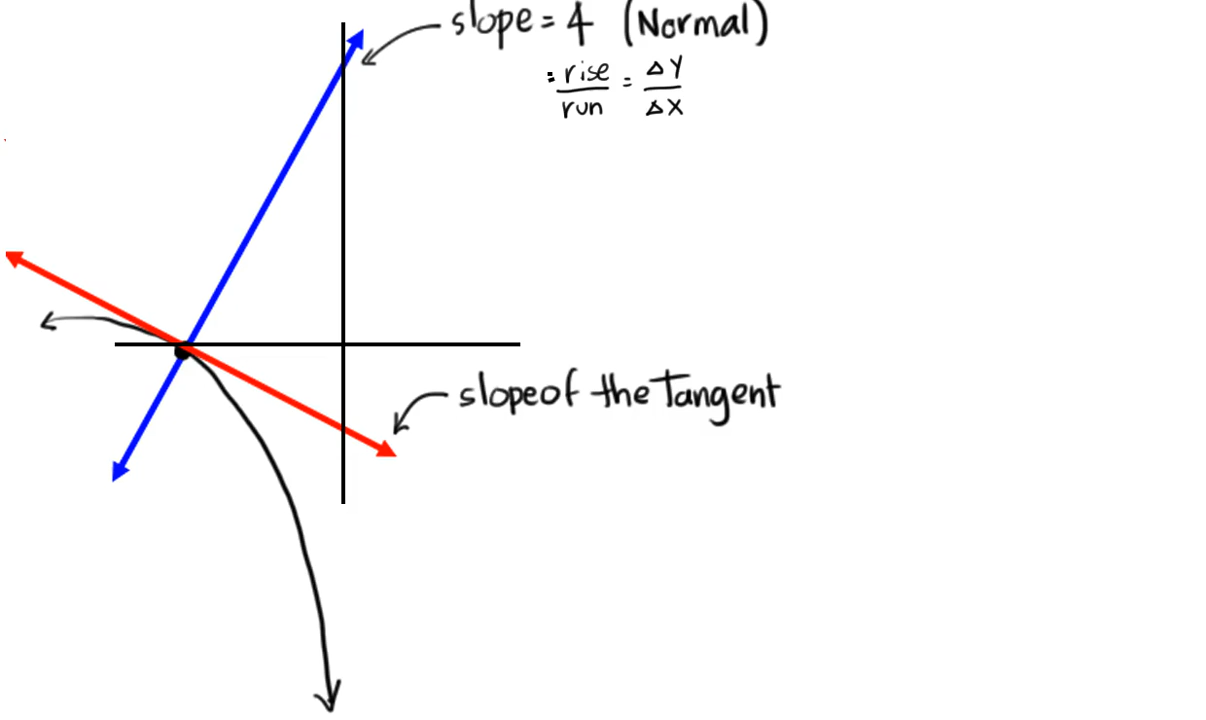 slope = 4 (Normal)
: rise / run = ΔY / ΔX
slope of the Tangent